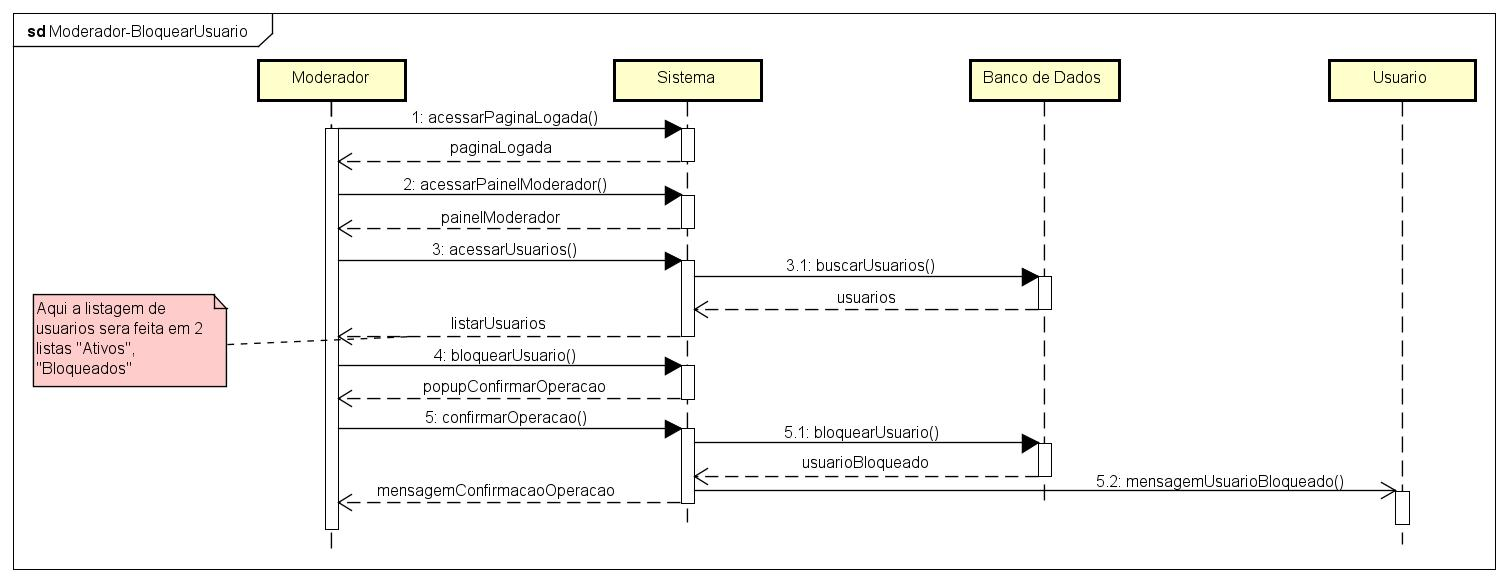 sd Moderador-BloquearUsuario
Moderador
Sistema
Banco de Dados
Usuario
1: acessarPaginaLogada()
paginaLogada
2: acessarPainelModerador()
painelModerador
3: acessarUsuarios()
3.1: buscarUsuarios()
usuarios
Aqui a listagem de
usuarios sera feita em 2
listas "Ativos",
"Bloqueados"
listarUsuarios
4: bloquearUsuario()
popupConfirmarOperacao
5: confirmarOperacao()
5.1: bloquearUsuario()
usuarioBloqueado
5.2: mensagemUsuarioBloqueado()
mensagemConfirmacaoOperacao